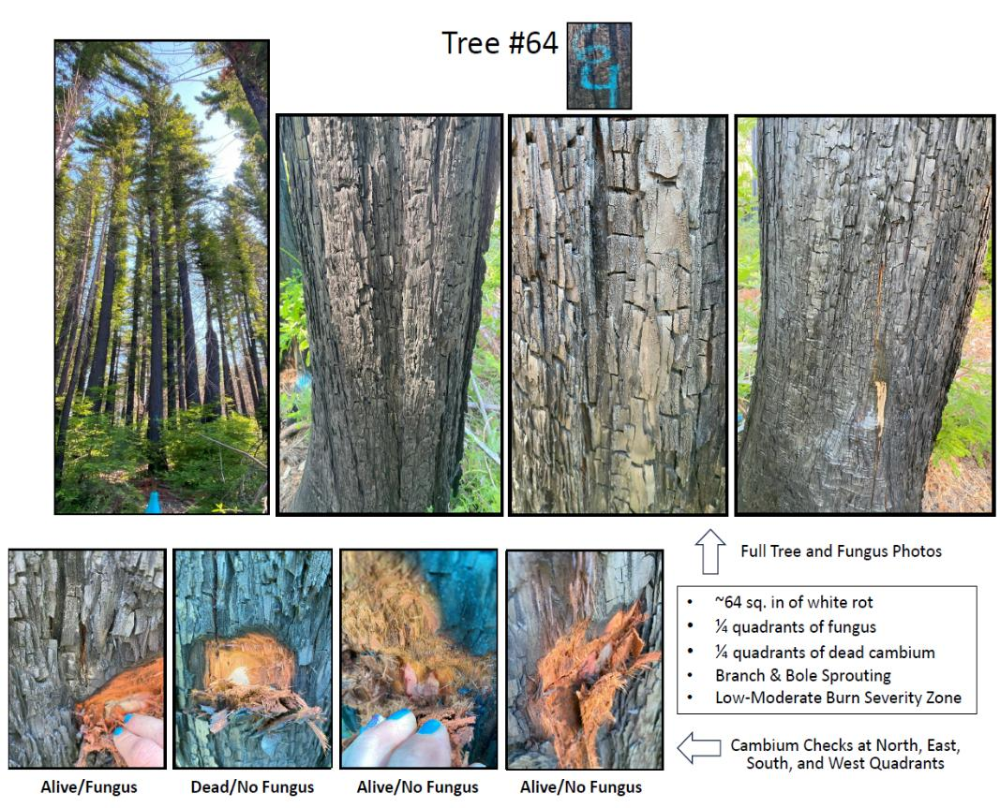 Tree #64
64
Full Tree and Fungus Photos
• ~64 sq. in of white rot
• ¼ quadrants of fungus
• ¼ quadrants of dead cambium
• Branch & Bole Sprouting
• Low-Moderate Burn Severity Zone
Cambium Checks at North, East,
South, and West Quadrants
Alive/Fungus
Dead/No Fungus
Alive/No Fungus
Alive/No Fungus